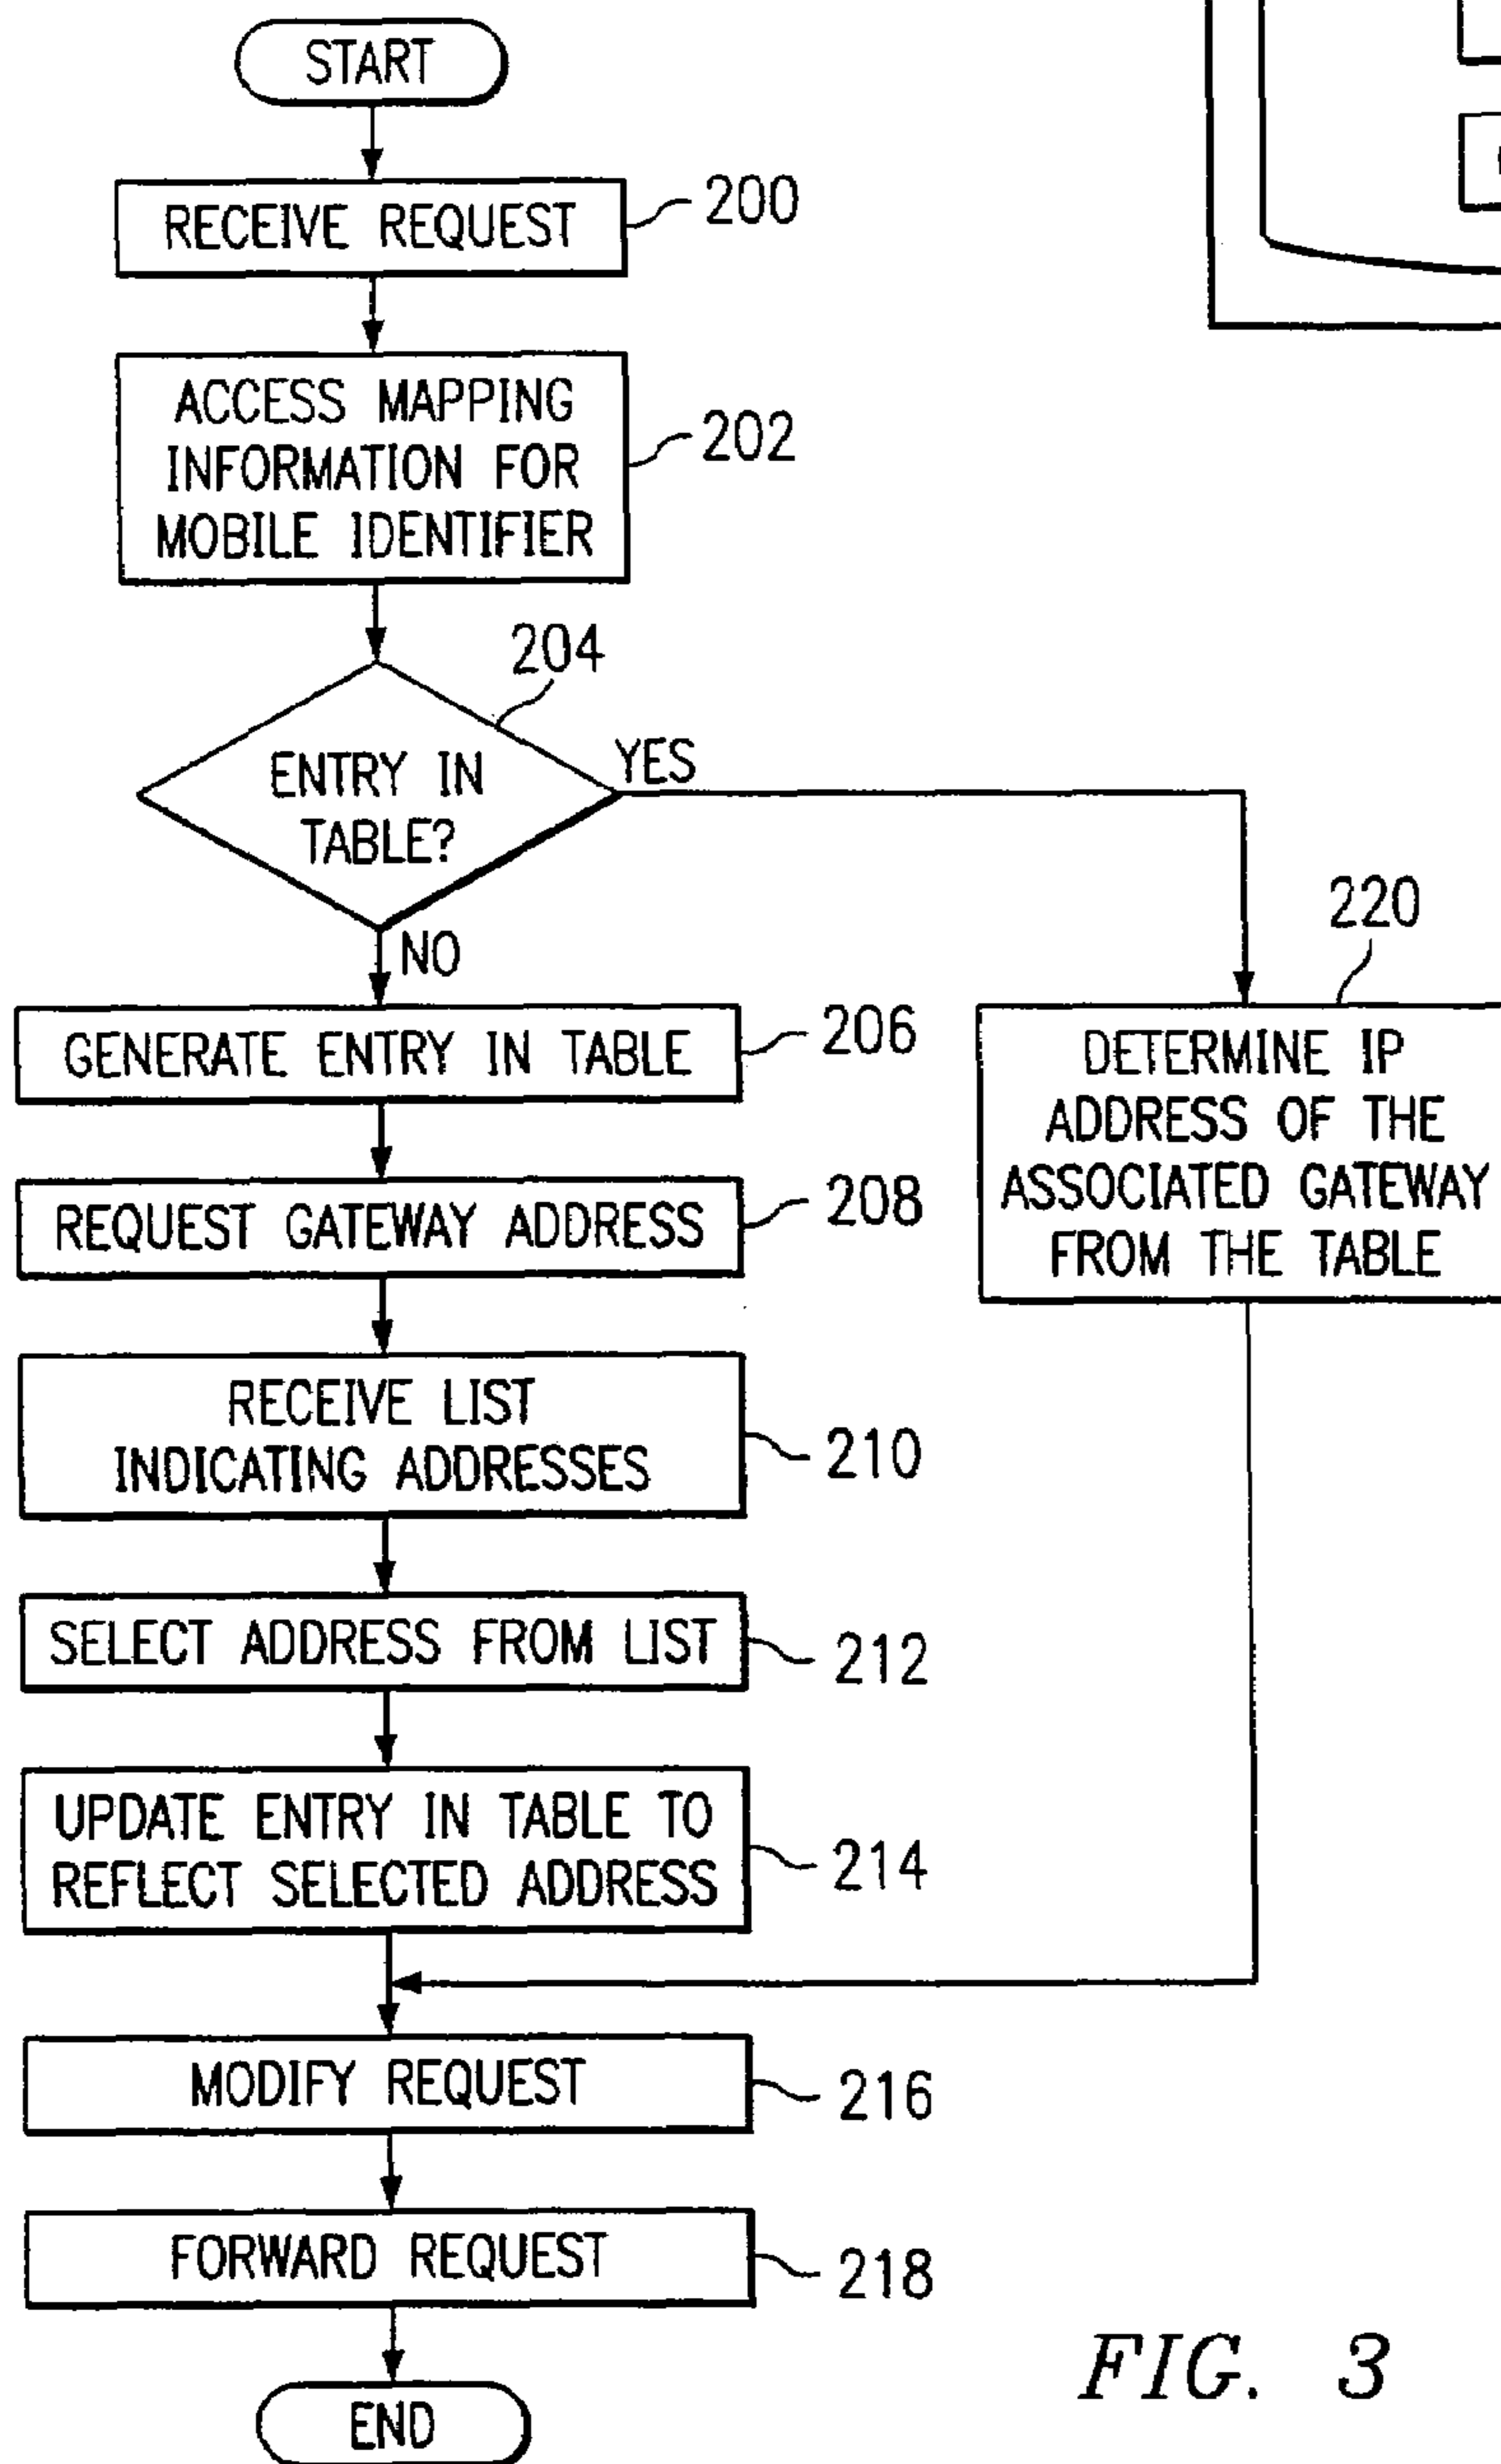 START
RECEIVE REQUEST
200
ACCESS MAPPING
INFORMATION FOR
MOBILE IDENTIFIER
202
204
ENTRY IN
TABLE?
YES
NO
GENERATE ENTRY IN TABLE
206
220
DETERMINE IP
ADDRESS OF THE
ASSOCIATED GATEWAY
FROM THE TABLE
REQUEST GATEWAY ADDRESS
208
RECEIVE LIST
INDICATING ADDRESSES
210
SELECT ADDRESS FROM LIST
212
UPDATE ENTRY IN TABLE TO
REFLECT SELECTED ADDRESS
214
MODIFY REQUEST
216
FORWARD REQUEST
218
END
FIG. 3